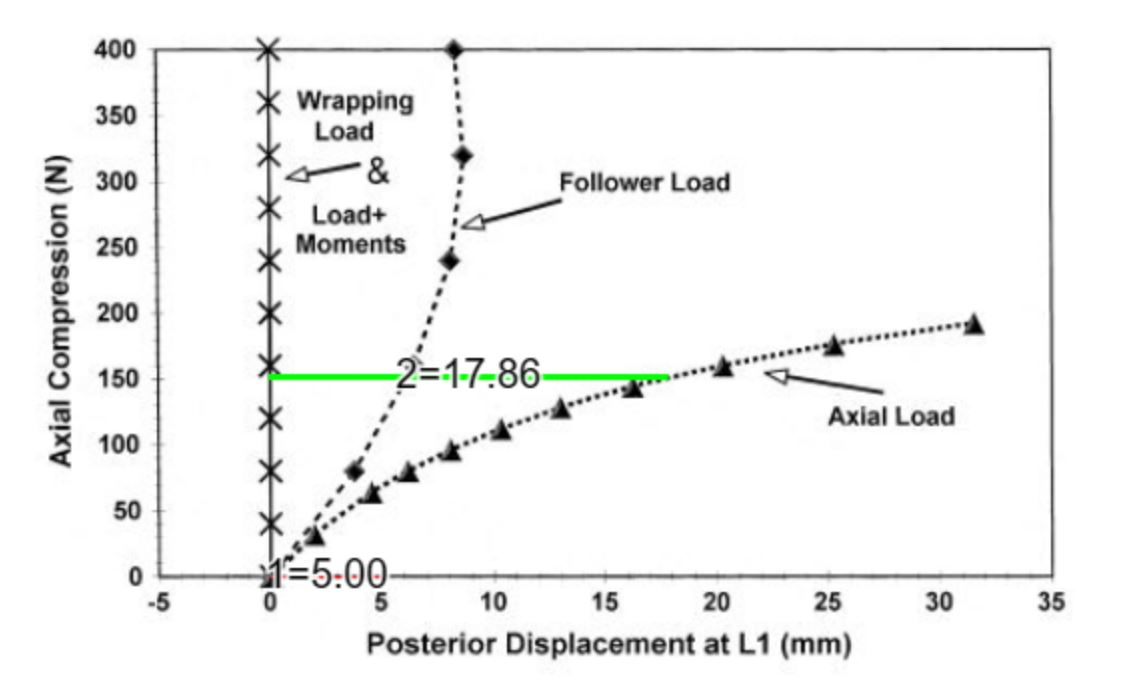 400
350
300
250
200
150
100
50
0
Axial Compression (N)
Wrapping
Load
&
Load+
Moments
Follower Load
2=17.86
Axial Load
1=5.00
-5 0 5 10 15 20 25 30 35
Posterior Displacement at L1 (mm)